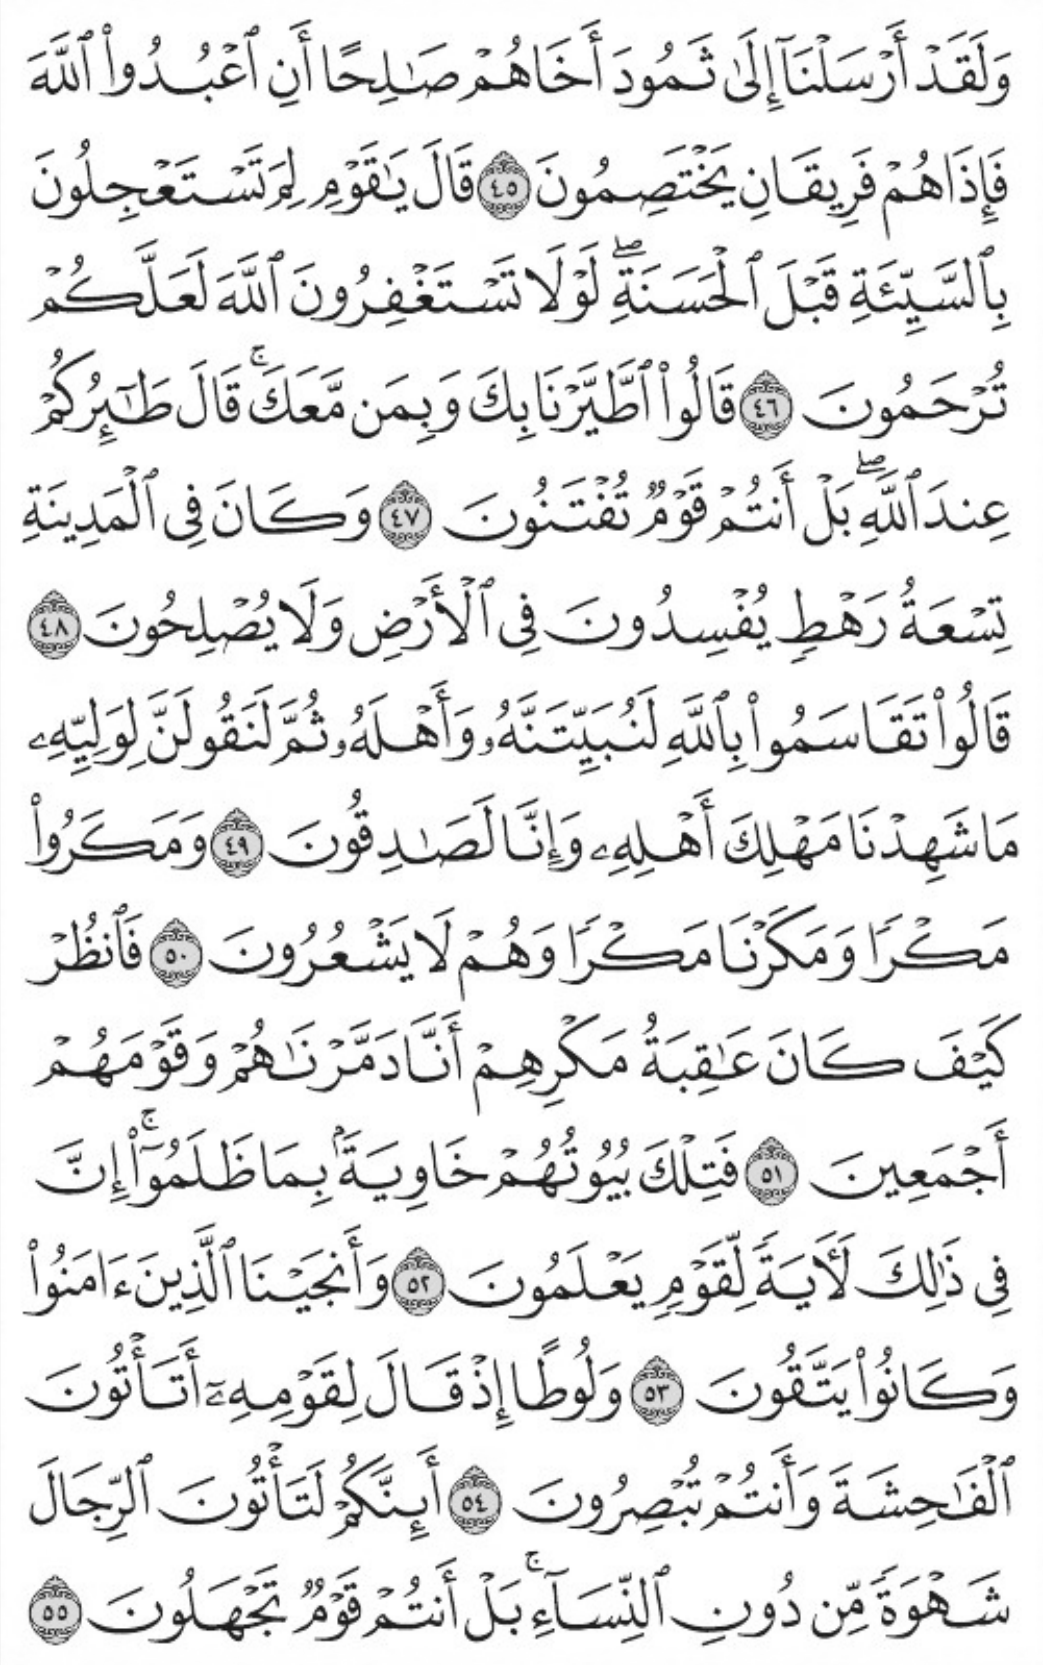 وَلَقَدْ أَرْسَلْنَآ إِلَىٰ ثَمُودَ أَخَاهُمْ صَٰلِحًا أَنِ ٱعْبُدُوا۟ ٱللَّهَ
فَإِذَا هُمْ فَرِيقَانِ يَخْتَصِمُونَ ٤٥ قَالَ يَٰقَوْمِ لِمَ تَسْتَعْجِلُونَ
بِٱلسَّيِّئَةِ قَبْلَ ٱلْحَسَنَةِ ۖ لَوْلَا تَسْتَغْفِرُونَ ٱللَّهَ لَعَلَّكُمْ
تُرْحَمُونَ ٤٦ قَالُوا۟ ٱطَّيَّرْنَا بِكَ وَبِمَن مَّعَكَ ۚ قَالَ طَٰٓئِرُكُمْ
عِندَ ٱللَّهِ ۖ بَلْ أَنتُمْ قَوْمٌ تُفْتَنُونَ ٤٧ وَكَانَ فِى ٱلْمَدِينَةِ
تِسْعَةُ رَهْطٍ يُفْسِدُونَ فِى ٱلْأَرْضِ وَلَا يُصْلِحُونَ ٤٨
قَالُوا۟ تَقَاسَمُوا۟ بِٱللَّهِ لَنُبَيِّتَنَّهُۥ وَأَهْلَهُۥ ثُمَّ لَنَقُولَنَّ لِوَلِيِّهِۦ
مَا شَهِدْنَا مَهْلِكَ أَهْلِهِۦ وَإِنَّا لَصَٰدِقُونَ ٤٩ وَمَكَرُوا۟
مَكْرًا وَمَكَرْنَا مَكْرًا وَهُمْ لَا يَشْعُرُونَ ٥٠ فَٱنظُرْ
كَيْفَ كَانَ عَٰقِبَةُ مَكْرِهِمْ أَنَّا دَمَّرْنَٰهُمْ وَقَوْمَهُمْ
أَجْمَعِينَ ٥١ فَتِلْكَ بُيُوتُهُمْ خَاوِيَةًۢ بِمَا ظَلَمُوٓا۟ ۚ إِنَّ
فِى ذَٰلِكَ لَـَٔايَةً لِّقَوْمٍ يَعْلَمُونَ ٥٢ وَأَنجَيْنَا ٱلَّذِينَ ءَامَنُوا۟
وَكَانُوا۟ يَتَّقُونَ ٥٣ وَلُوطًا إِذْ قَالَ لِقَوْمِهِۦٓ أَتَأْتُونَ
ٱلْفَٰحِشَةَ وَأَنتُمْ تُبْصِرُونَ ٥٤ أَئِنَّكُمْ لَتَأْتُونَ ٱلرِّجَالَ
شَهْوَةً مِّن دُونِ ٱلنِّسَآءِ ۚ بَلْ أَنتُمْ قَوْمٌ تَجْهَلُونَ ٥٥